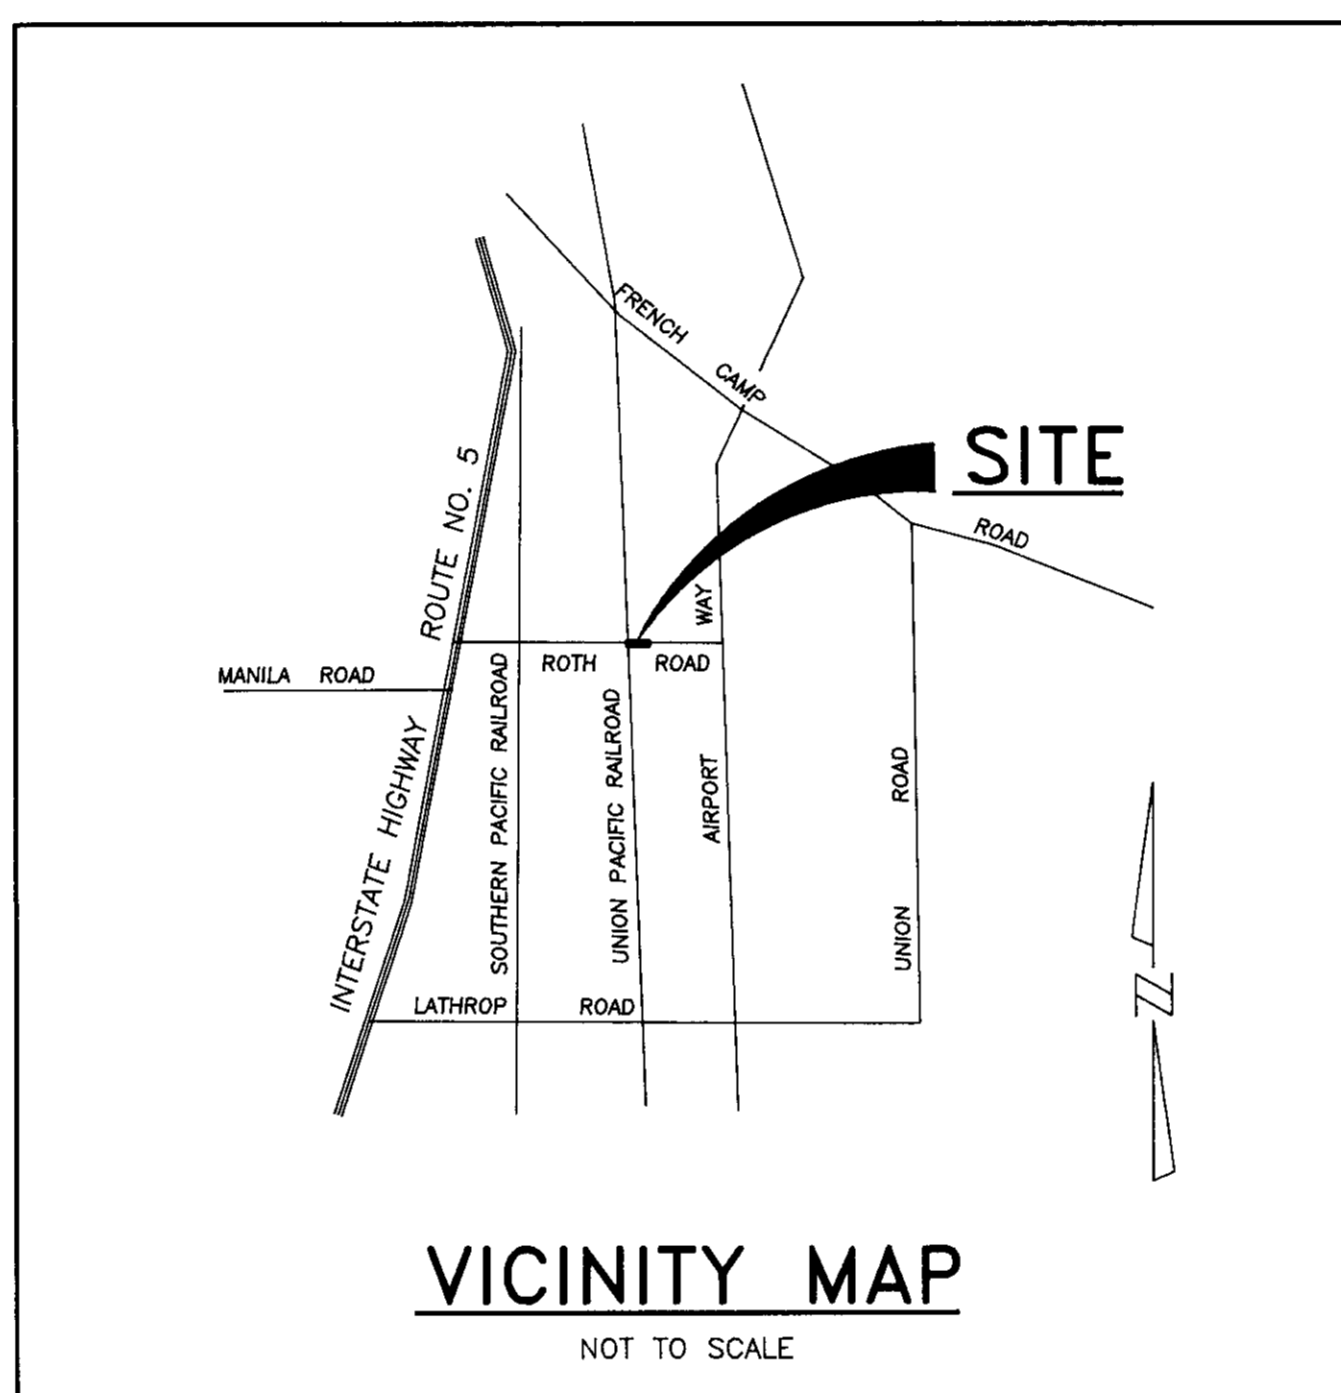 FRENCH CAMP ROAD
SITE
INTERSTATE HIGHWAY ROUTE NO. 5
AIRPORT WAY
ROTH ROAD
MANILA ROAD
SOUTHERN PACIFIC RAILROAD
UNION PACIFIC RAILROAD
UNION ROAD
LATHROP ROAD
N
VICINITY MAP
NOT TO SCALE